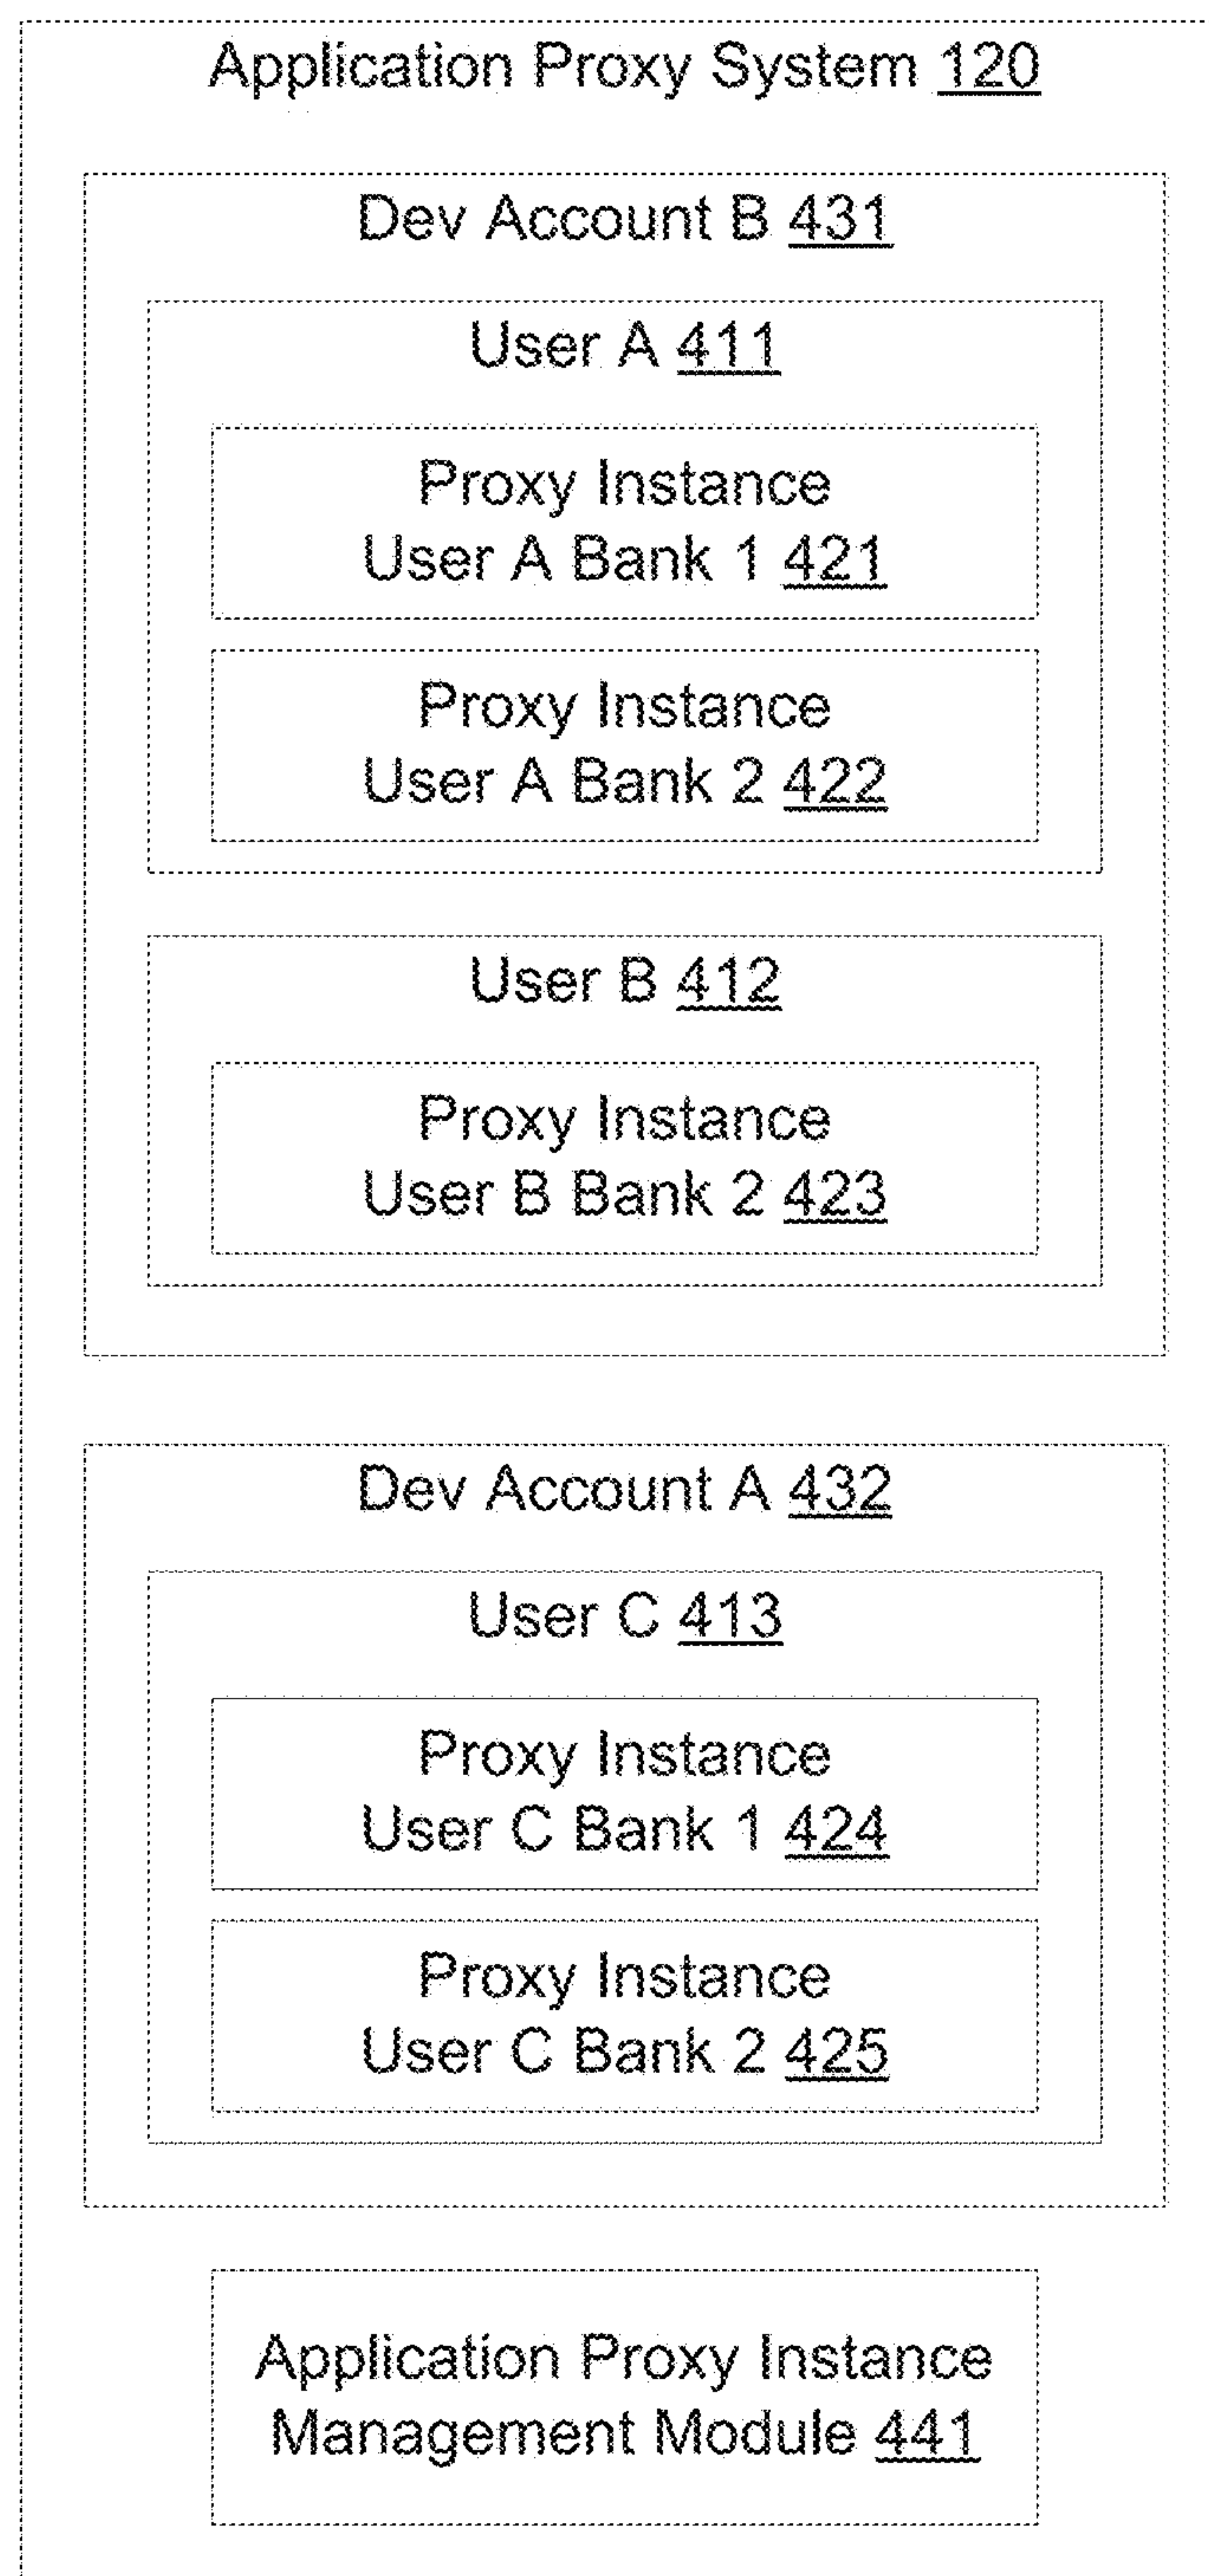 Application Proxy System 120
Dev Account B 431
User A 411
Proxy Instance
User A Bank 1 421
Proxy Instance
User A Bank 2 422
User B 412
Proxy Instance
User B Bank 2 423
Dev Account A 432
User C 413
Proxy Instance
User C Bank 1 424
Proxy Instance
User C Bank 2 425
Application Proxy Instance
Management Module 441